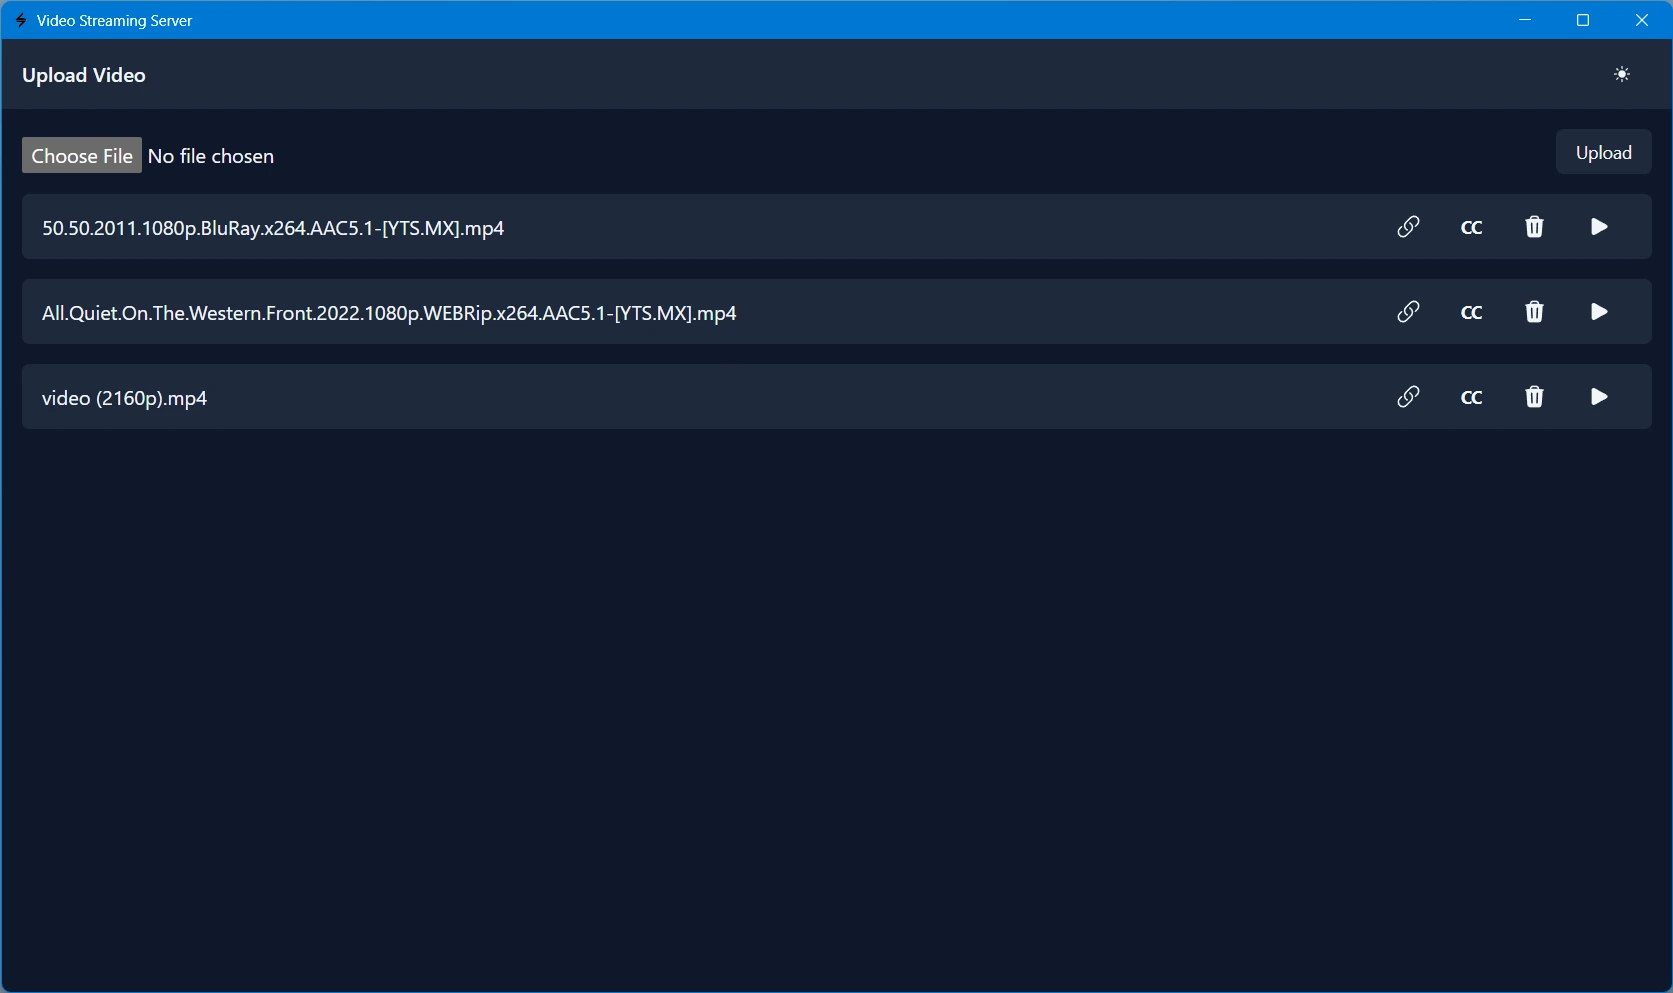 Video Streaming Server
Upload Video
Choose File No file chosen
Upload
50.50.2011.1080p.BluRay.x264.AAC5.1-[YTS.MX].mp4
CC
All.Quiet.On.The.Western.Front.2022.1080p.WEBRip.x264.AAC5.1-[YTS.MX].mp4
CC
video (2160p).mp4
CC